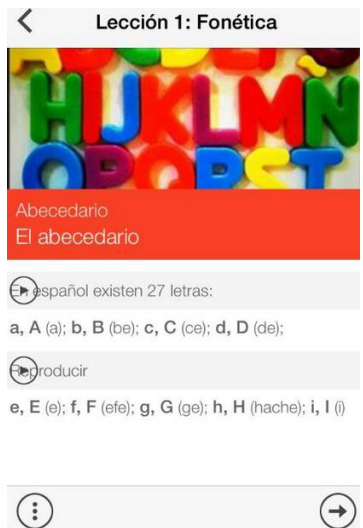 Lección 1: Fonética
HIJKLMÑ
OPQRST
Abecedario
El abecedario
En español existen 27 letras:
a, A (a); b, B (be); c, C (ce); d, D (de);
Reproducir
e, E (e); f, F (efe); g, G (ge); h, H (hache); i, I (i)